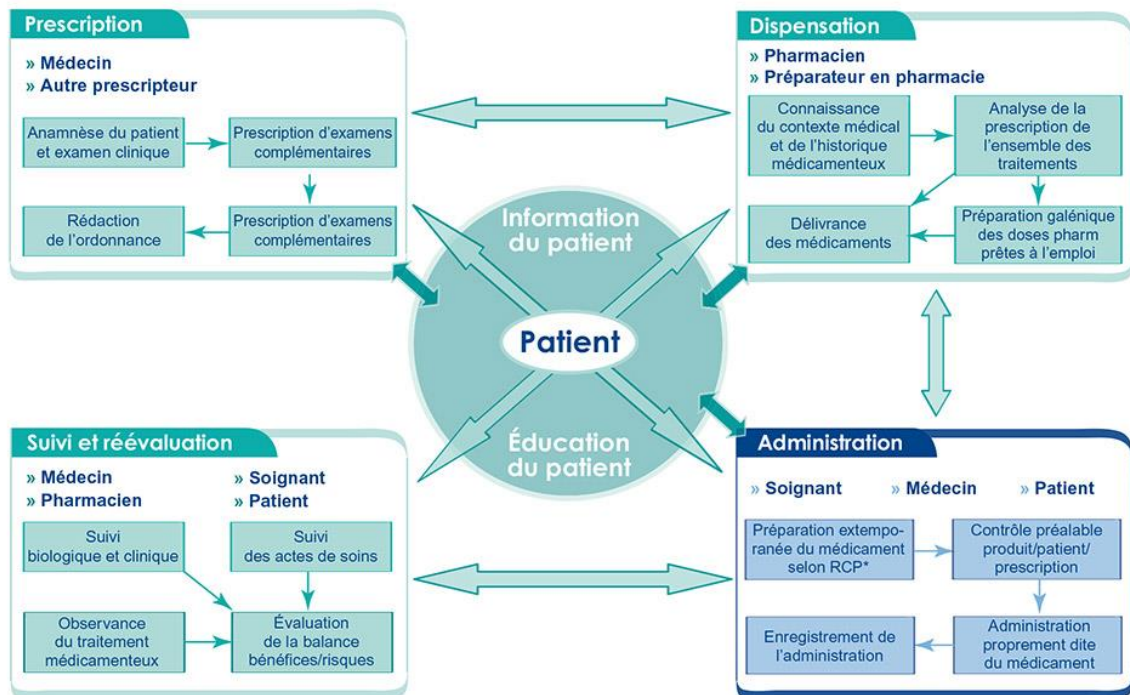 Prescription
» Médecin
» Autre prescripteur
Anamnèse du patient
et examen clinique
Prescription d’examens
complémentaires
Rédaction
de l’ordonnance
Prescription d’examens
complémentaires
Dispensation
» Pharmacien
» Préparateur en pharmacie
Connaissance
du contexte médical
et de l’historique
médicamenteux
Analyse de la
prescription de
l’ensemble des
traitements
Délivrance
des médicaments
Préparation galénique
des doses pharm
prêtes à l’emploi
Information
du patient
Patient
Éducation
du patient
Suivi et réévaluation
» Médecin
» Pharmacien
» Soignant
» Patient
Suivi
biologique et clinique
Suivi
des actes de soins
Observance
du traitement
médicamenteux
Évaluation
de la balance
bénéfices/risques
Administration
» Soignant
» Médecin
» Patient
Préparation extempo-
ranée du médicament
selon RCP*
Contrôle préalable
produit/patient/
prescription
Enregistrement de
l’administration
Administration
proprement dite
du médicament